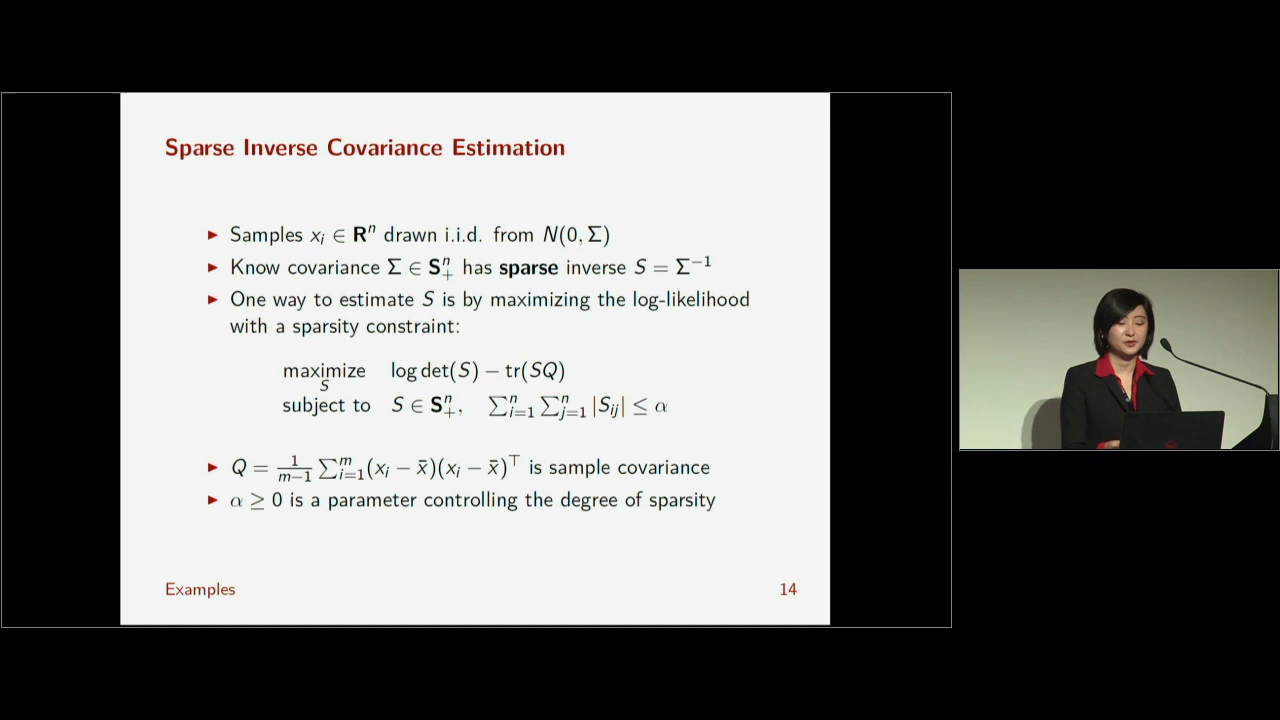 Sparse Inverse Covariance Estimation
► Samples xᵢ ∈ Rⁿ drawn i.i.d. from N(0, Σ)
► Know covariance Σ ∈ Sⁿ₊ has sparse inverse S = Σ⁻¹
► One way to estimate S is by maximizing the log-likelihood
with a sparsity constraint:
maximize log det(S) − tr(SQ)
S
subject to S ∈ Sⁿ₊, ∑ⁿᵢ₌₁ ∑ⁿⱼ₌₁ |Sᵢⱼ| ≤ α
► Q = 1/(m−1) ∑ᵐᵢ₌₁(xᵢ − x̄)(xᵢ − x̄)⊤ is sample covariance
► α ≥ 0 is a parameter controlling the degree of sparsity
Examples 14